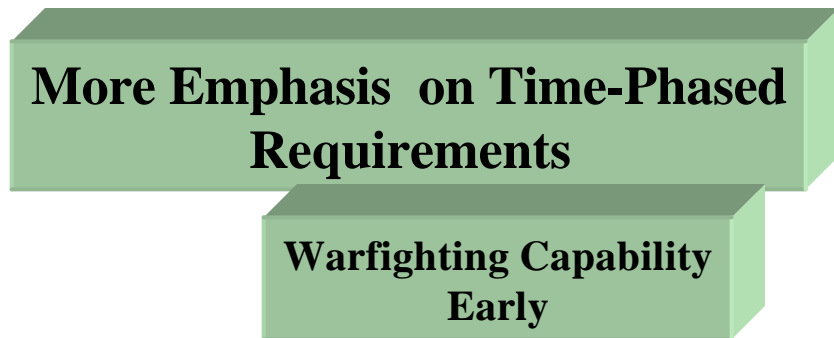 More Emphasis on Time-Phased
Requirements
Warfighting Capability
Early